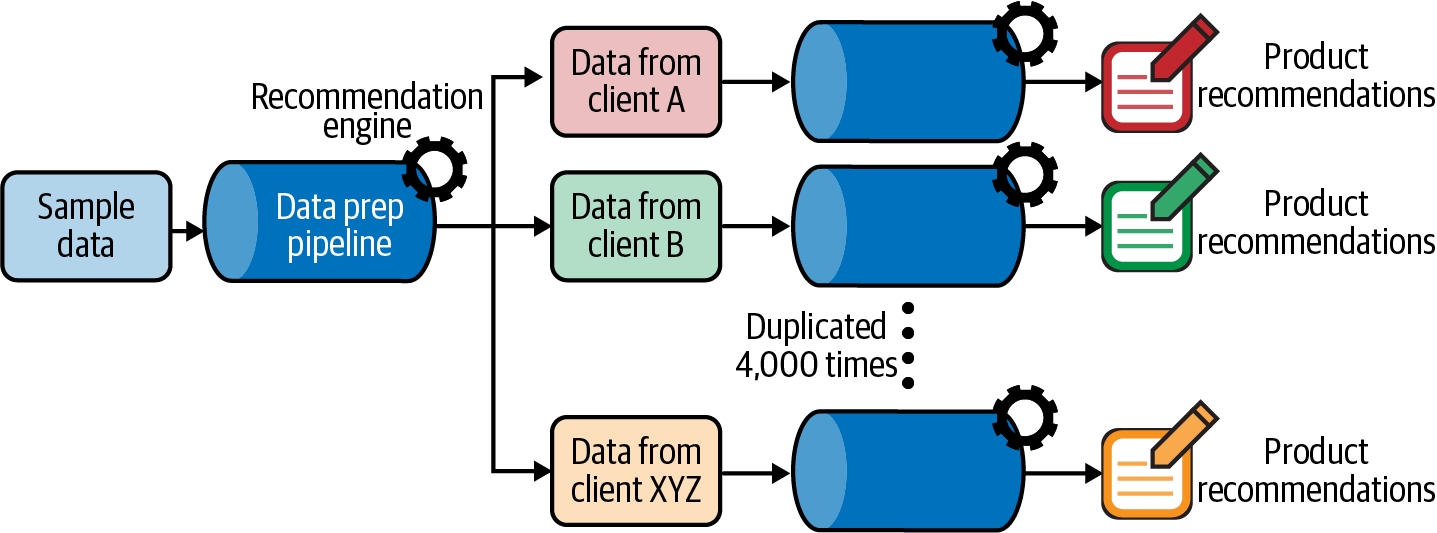 Sample
data
Recommendation
engine
Data prep
pipeline
Data from
client A
Product
recommendations
Data from
client B
Product
recommendations
Duplicated
4,000 times
Data from
client XYZ
Product
recommendations